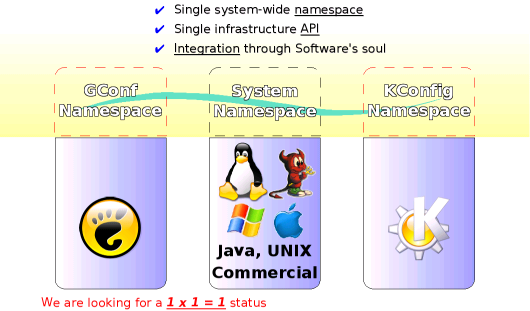 ✔ Single system-wide namespace
✔ Single infrastructure API
✔ Integration through Software's soul
GConf
Namespace
System
Namespace
KConfig
Namespace
Java, UNIX
Commercial
We are looking for a 1 x 1 = 1 status